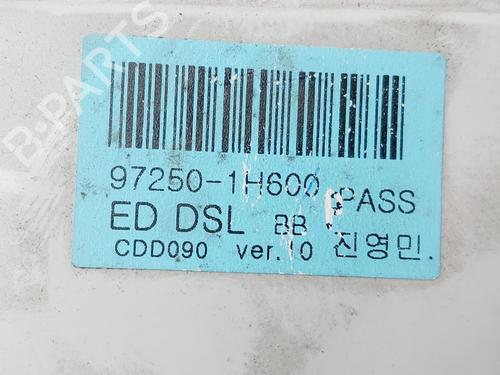 B-PARTS
97250-1H600 PASS
ED DSL BB
CDD090 ver.10 진영민.